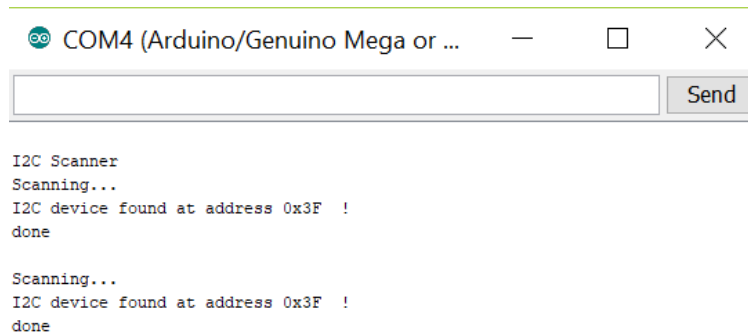 COM4 (Arduino/Genuino Mega or ...
Send
I2C Scanner
Scanning...
I2C device found at address 0x3F  !
done
Scanning...
I2C device found at address 0x3F  !
done